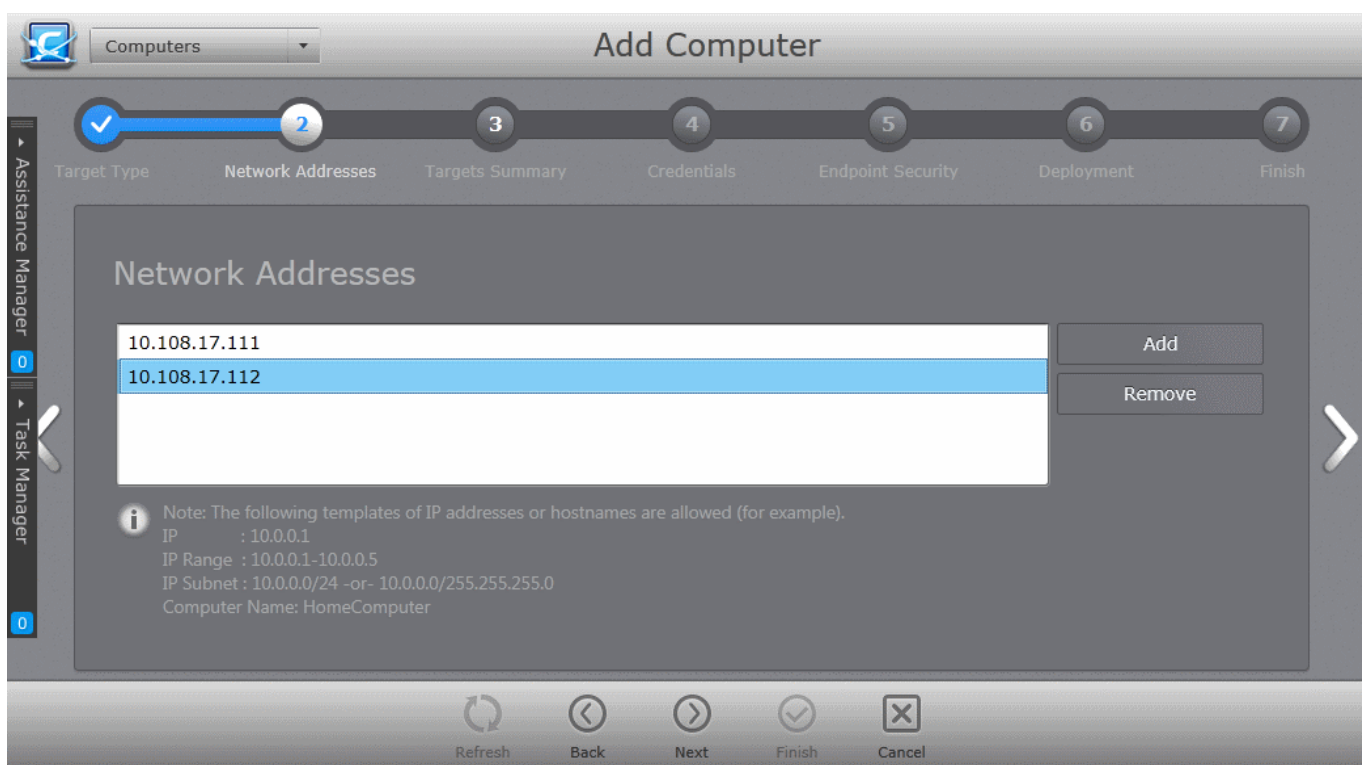 Computers
Add Computer
2
3
4
5
6
7
Target Type
Network Addresses
Targets Summary
Credentials
Endpoint Security
Deployment
Finish
Assistance Manager
0
Task Manager
0
Network Addresses
10.108.17.111
10.108.17.112
Add
Remove
Note: The following templates of IP addresses or hostnames are allowed (for example).
IP : 10.0.0.1
IP Range : 10.0.0.1-10.0.0.5
IP Subnet : 10.0.0.0/24 -or- 10.0.0.0/255.255.255.0
Computer Name: HomeComputer
Refresh
Back
Next
Finish
Cancel